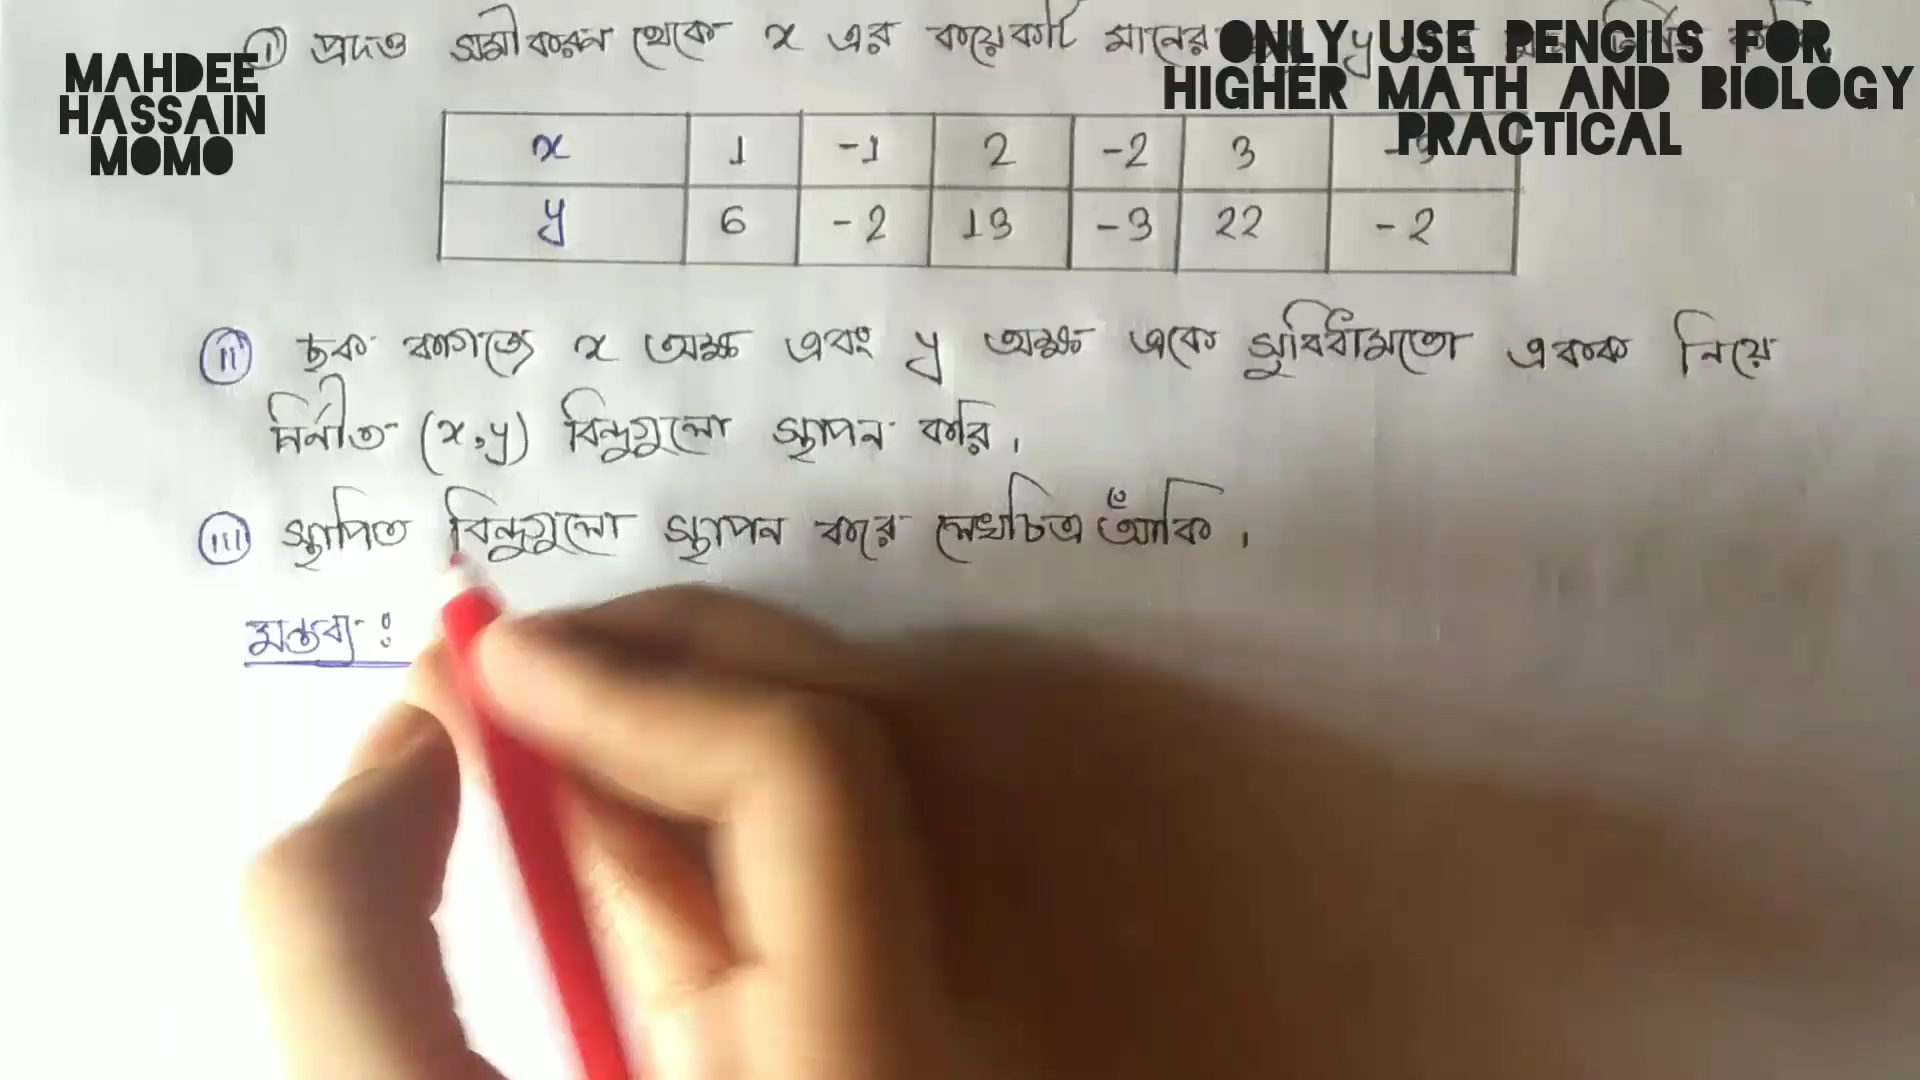 MAHDEE
HASSAIN
MOMO
ONLY USE PENCILS FOR
HIGHER MATH AND BIOLOGY
PRACTICAL
(i) প্রদত্ত সমীকরন থেকে x এর কয়েকটি মানের y
x 1 -1 2 -2 3 -3
y 6 -2 13 -3 22 -2
(ii) ছক কাগজে x অক্ষ এবং y অক্ষ একে সুবিধামতো একক নিয়ে
নির্নীত (x,y) বিন্দুগুলো স্থাপন করি।
(iii) স্থাপিত বিন্দুগুলো স্থাপন করে লেখচিত্র আঁকি।
মন্তব্য :